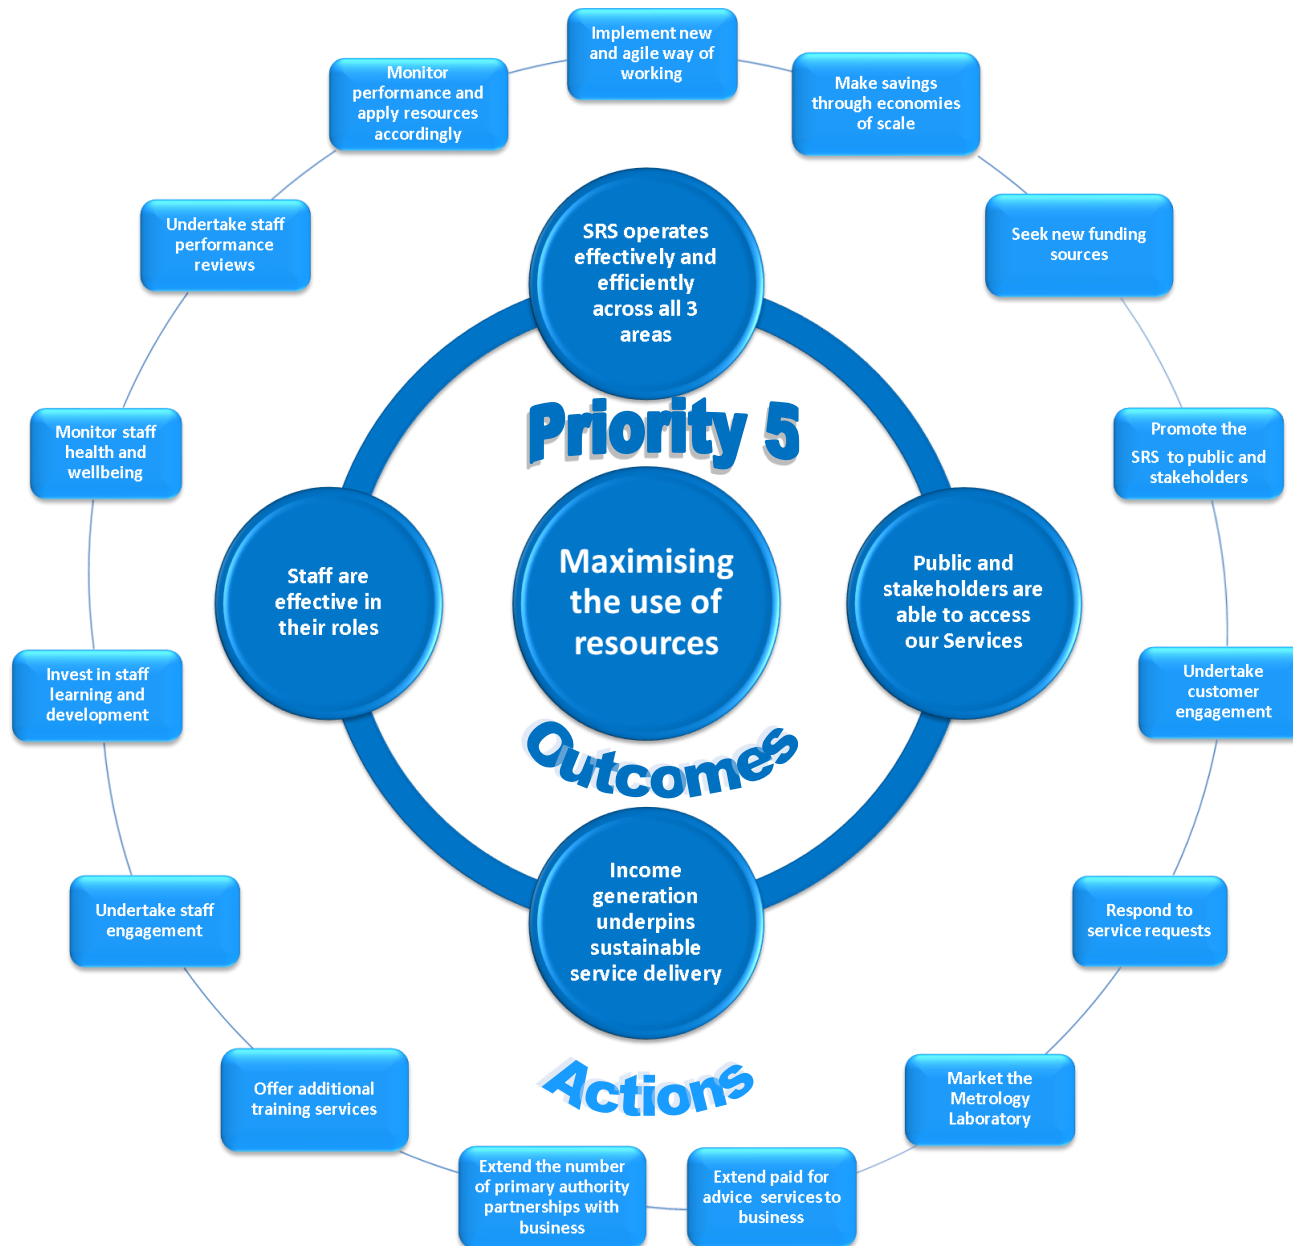 Implement new
and agile way of
working
Make savings
through economies
of scale
Seek new funding
sources
Promote the
SRS to public and
stakeholders
Undertake
customer
engagement
Respond to
service requests
Market the
Metrology
Laboratory
Extend paid for
advice services to
business
Extend the number
of primary authority
partnerships with
business
Offer additional
training services
Undertake staff
engagement
Invest in staff
learning and
development
Monitor staff
health and
wellbeing
Undertake staff
performance
reviews
Monitor
performance and
apply resources
accordingly
SRS operates
effectively and
efficiently
across all 3
areas
Priority 5
Maximising
the use of
resources
Public and
stakeholders are
able to access
our Services
Staff are
effective in
their roles
Outcomes
Income
generation
underpins
sustainable
service delivery
Actions